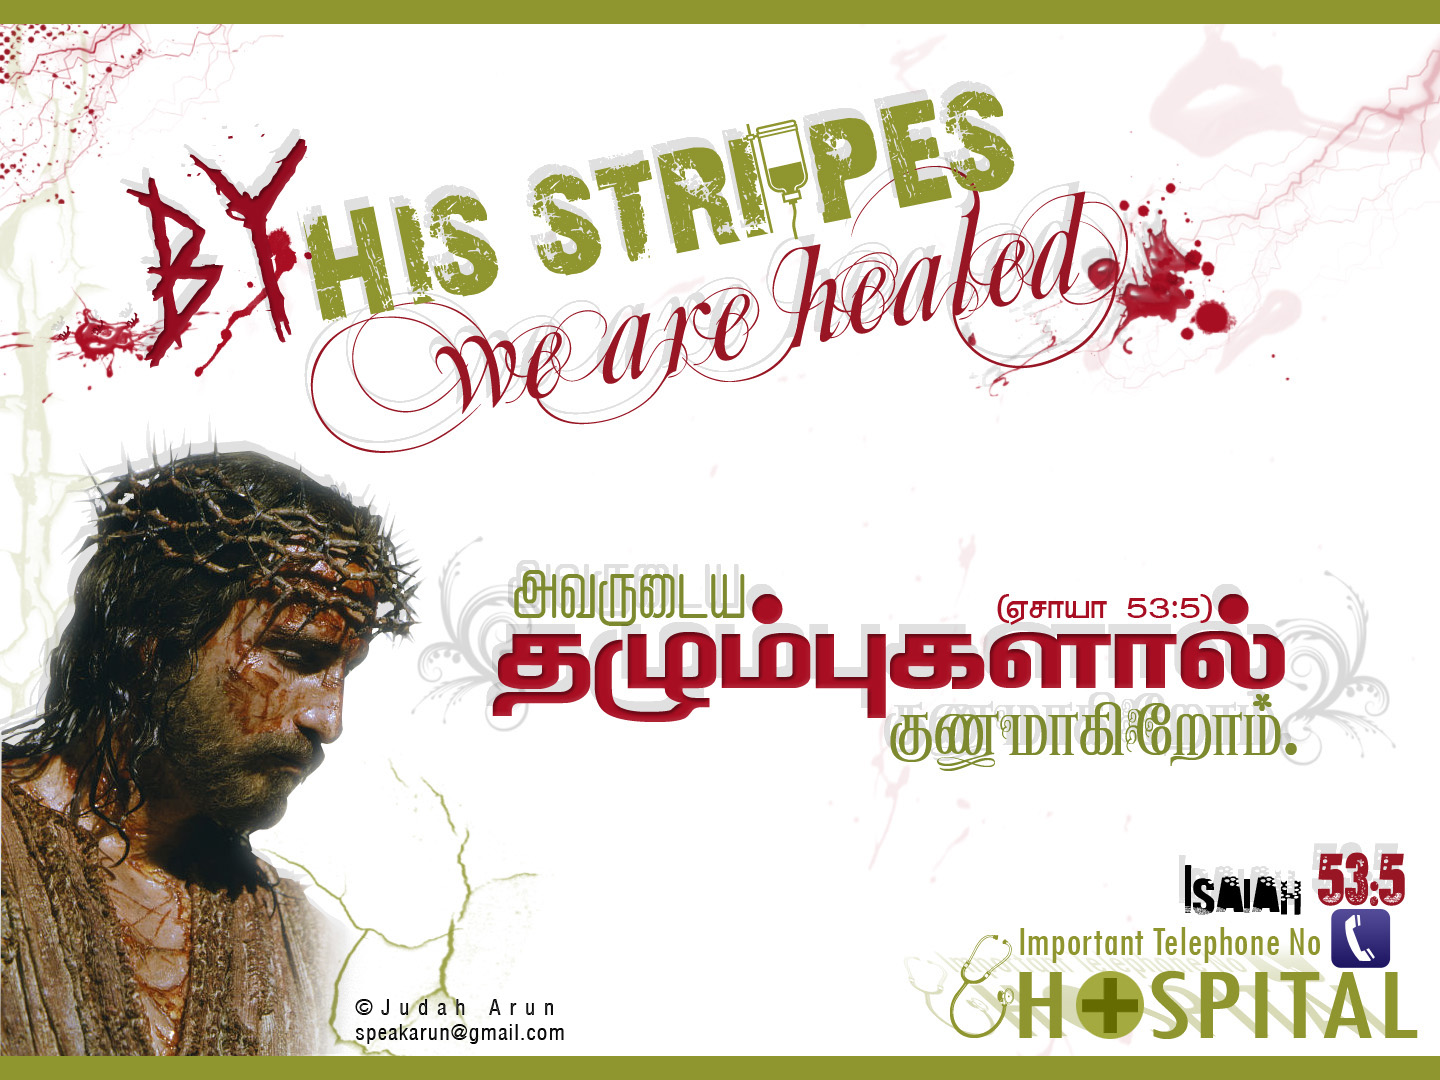 BY HIS STRIPES
we are healed.
அவருடைய
(ஏசாயா 53:5)
தழும்புகளால்
குணமாகிறோம்.
ISAIAH 53:5
Important Telephone No
HOSPITAL
© Judah Arun
speakarun@gmail.com